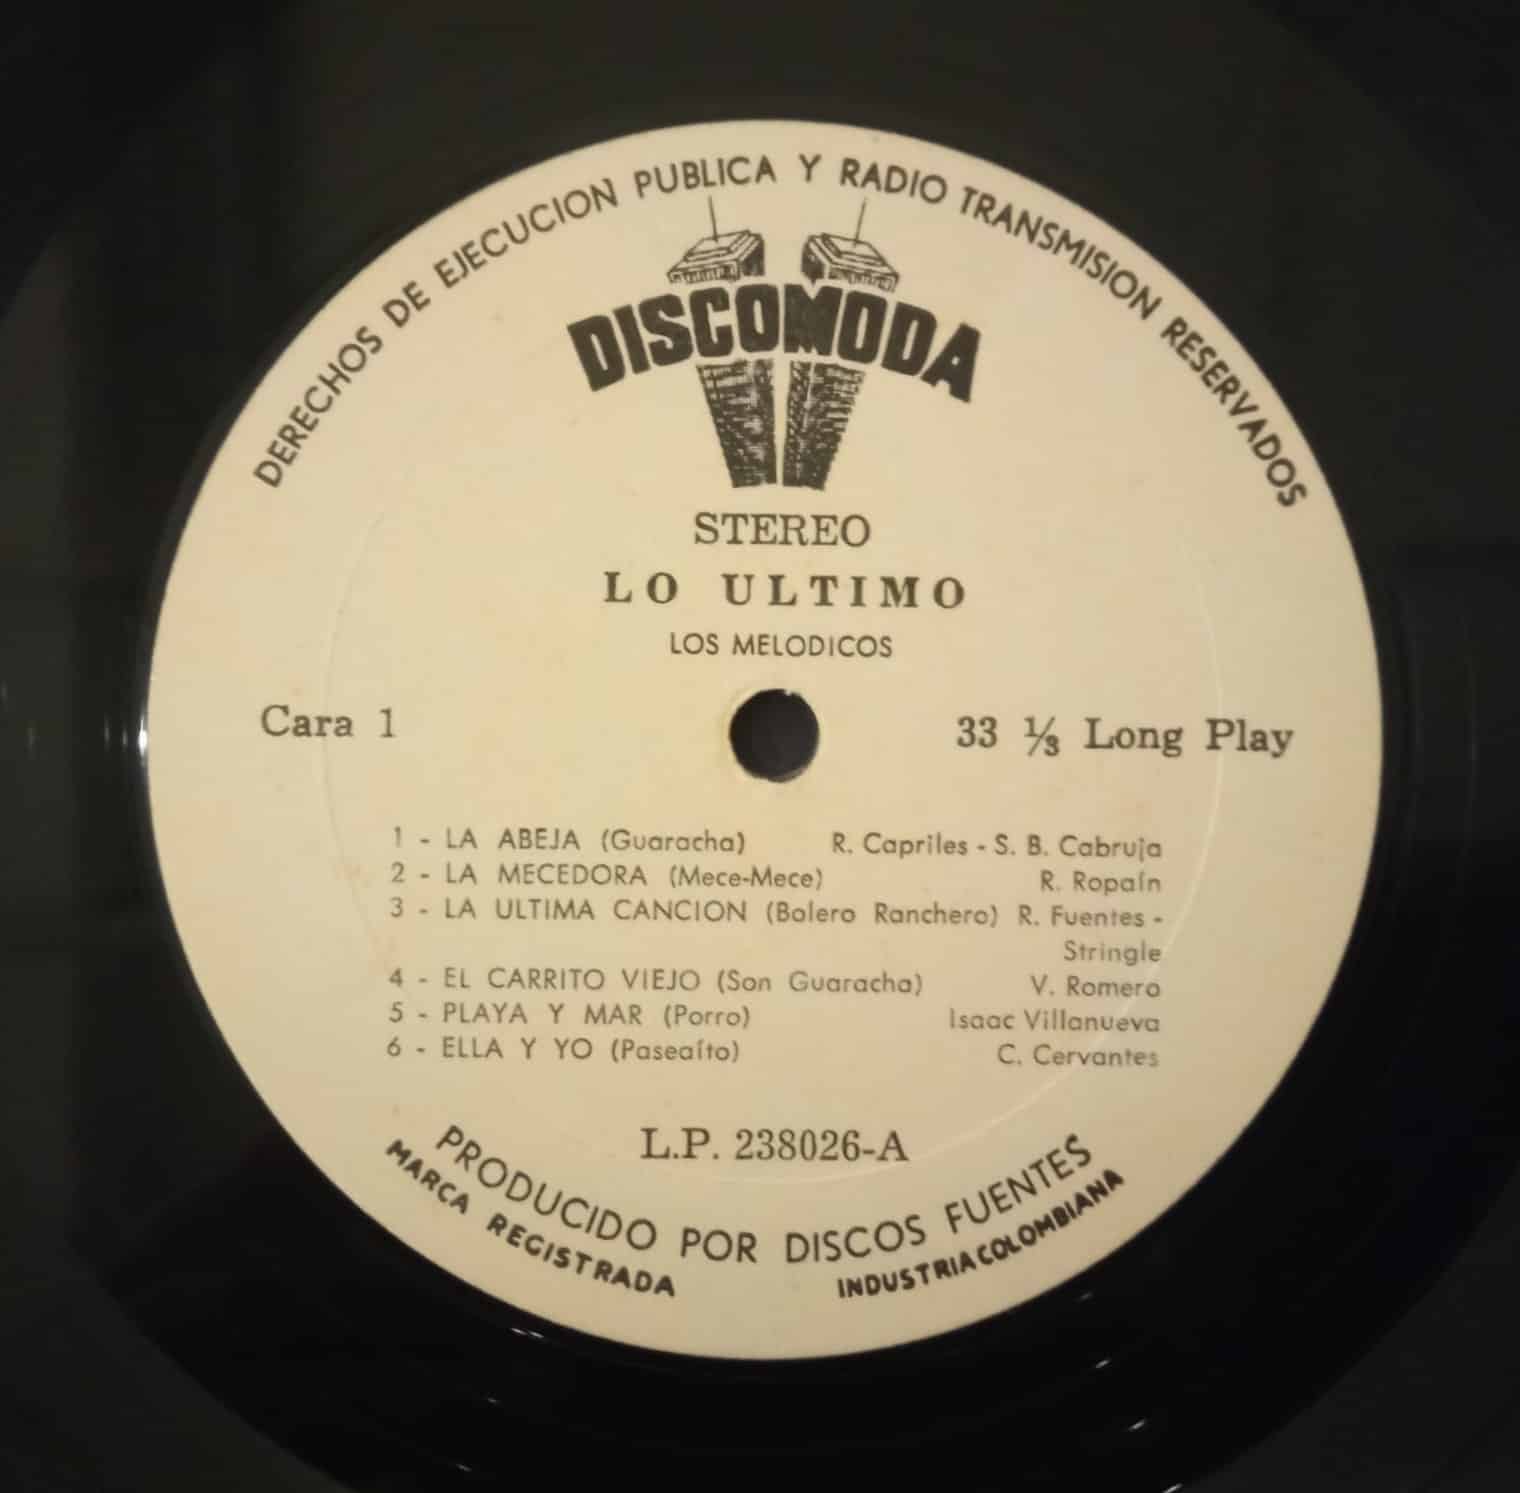 DERECHOS DE EJECUCION PUBLICA Y RADIO TRANSMISION RESERVADOS
DISCOMODA
STEREO
LO ULTIMO
LOS MELODICOS
Cara 1
33 ⅓ Long Play
1 - LA ABEJA (Guaracha) R. Capriles - S. B. Cabruja
2 - LA MECEDORA (Mece-Mece) R. Ropaín
3 - LA ULTIMA CANCION (Bolero Ranchero) R. Fuentes -
Stringle
4 - EL CARRITO VIEJO (Son Guaracha) V. Romero
5 - PLAYA Y MAR (Porro) Isaac Villanueva
6 - ELLA Y YO (Paseaíto) C. Cervantes
L.P. 238026-A
PRODUCIDO POR DISCOS FUENTES
MARCA REGISTRADA INDUSTRIA COLOMBIANA